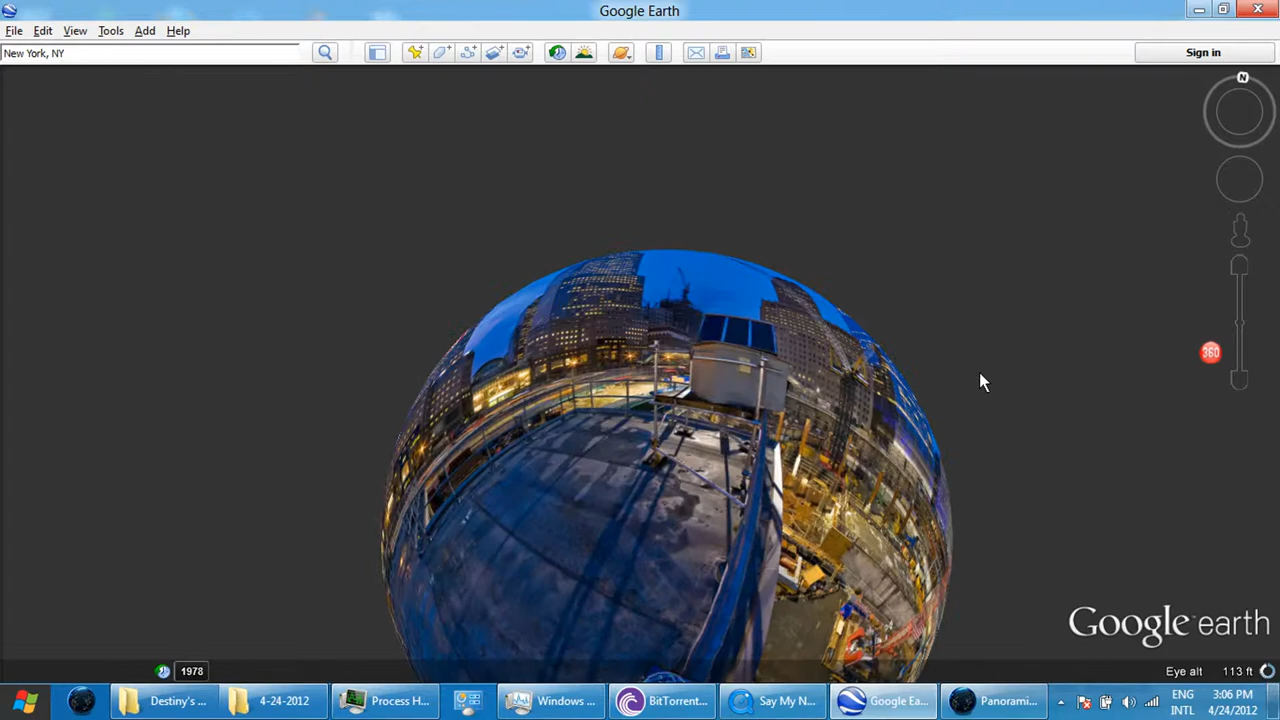 Google Earth
File Edit View Tools Add Help
New York, NY
Sign in
N
360
Google earth
1978
Eye alt 113 ft
Destiny's ...
4-24-2012
Process H...
Windows ...
BitTorrent...
Say My N...
Google Ea...
Panorami...
ENG
INTL
3:06 PM
4/24/2012